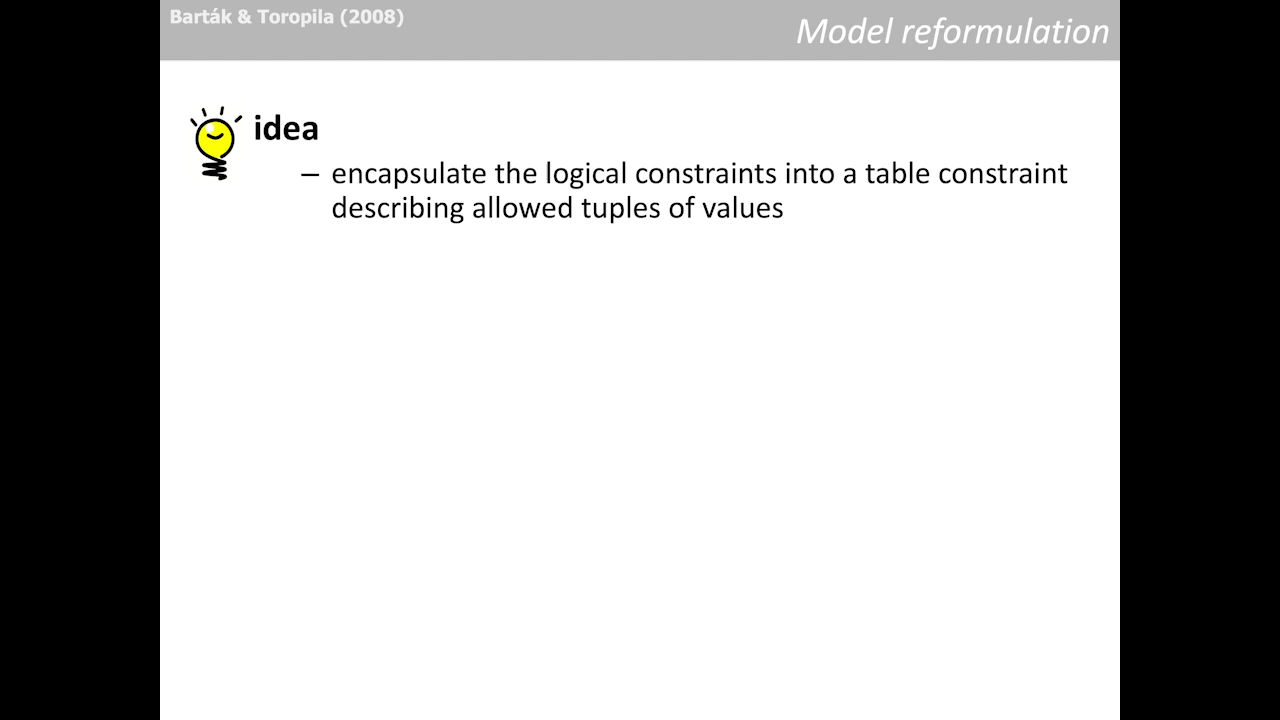 Barták & Toropila (2008)
Model reformulation
idea
– encapsulate the logical constraints into a table constraint
describing allowed tuples of values